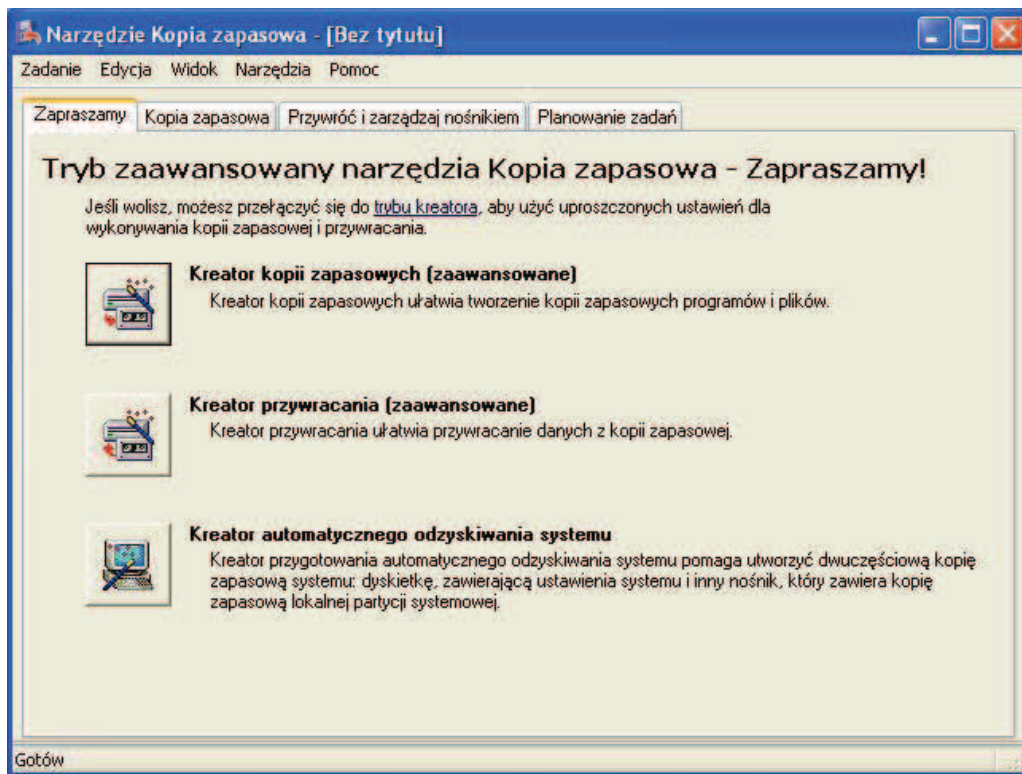 Narzędzie Kopia zapasowa - [Bez tytułu]
Zadanie Edycja Widok Narzędzia Pomoc
Zapraszamy Kopia zapasowa Przywróć i zarządzaj nośnikiem Planowanie zadań
Tryb zaawansowany narzędzia Kopia zapasowa - Zapraszamy!
Jeśli wolisz, możesz przełączyć się do trybu kreatora, aby użyć uproszczonych ustawień dla
wykonywania kopii zapasowej i przywracania.
Kreator kopii zapasowych (zaawansowane)
Kreator kopii zapasowych ułatwia tworzenie kopii zapasowych programów i plików.
Kreator przywracania (zaawansowane)
Kreator przywracania ułatwia przywracanie danych z kopii zapasowej.
Kreator automatycznego odzyskiwania systemu
Kreator przygotowania automatycznego odzyskiwania systemu pomaga utworzyć dwuczęściową kopię
zapasową systemu: dyskietkę, zawierającą ustawienia systemu i inny nośnik, który zawiera kopię
zapasową lokalnej partycji systemowej.
Gotów